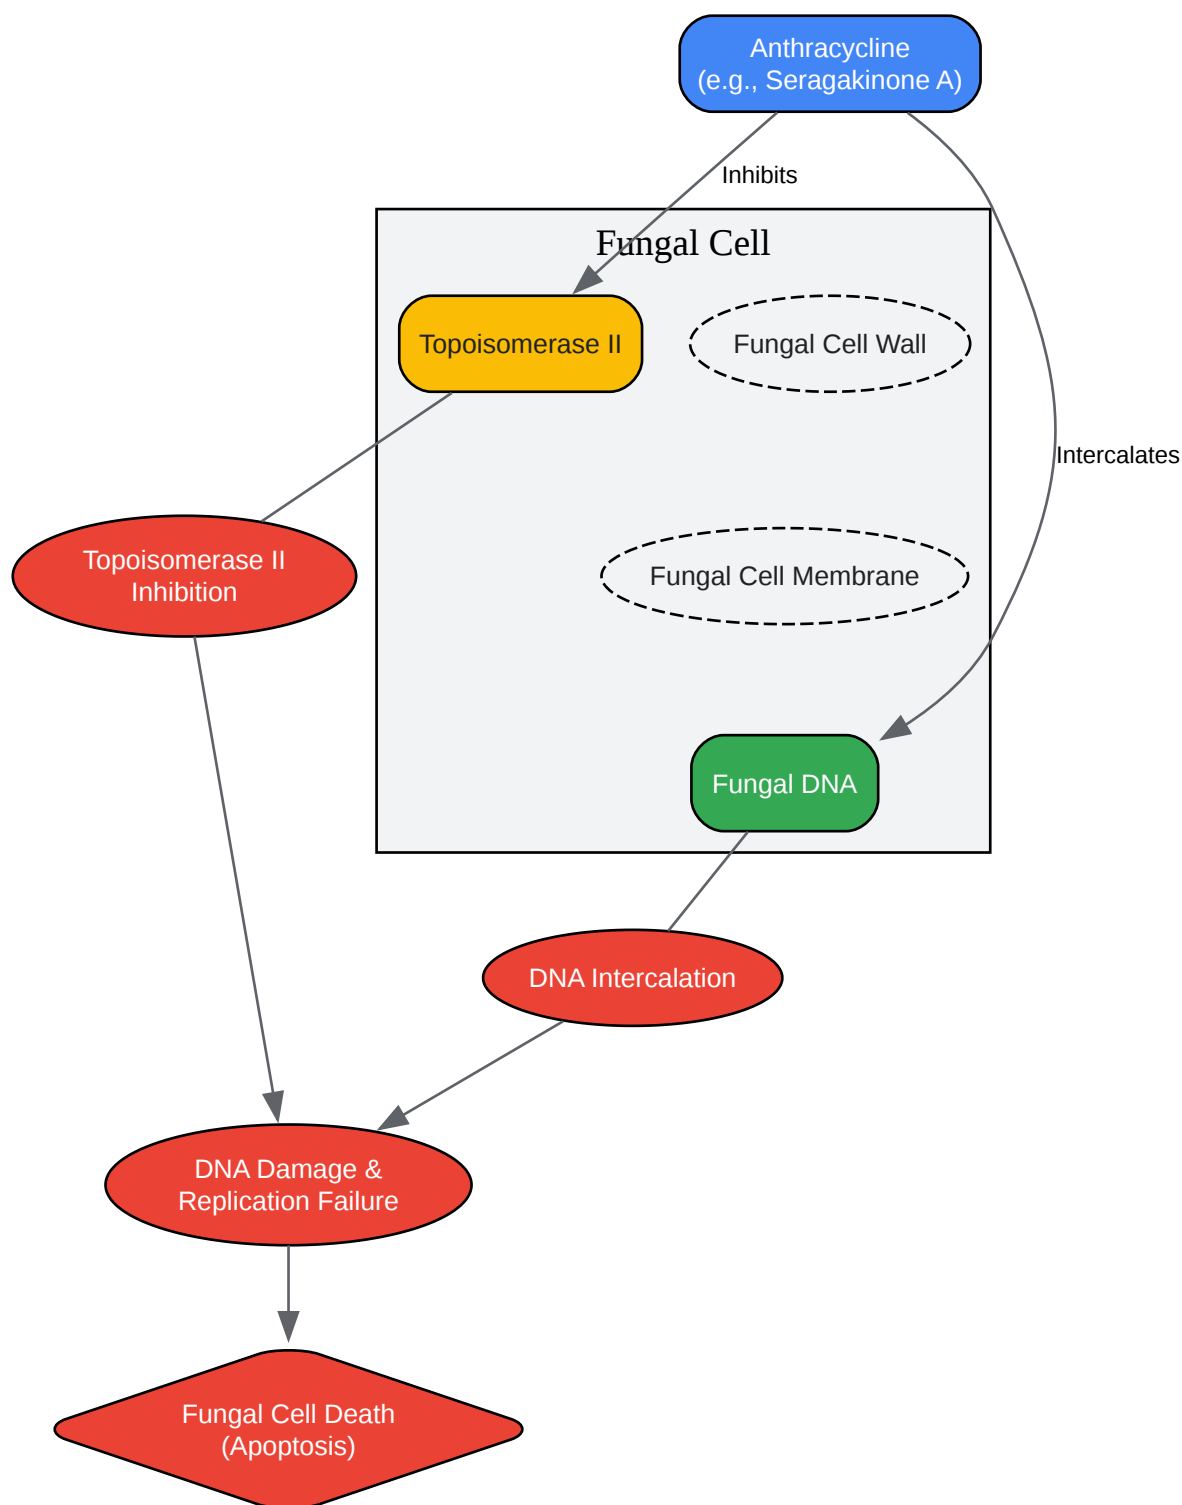 Anthracycline
(e.g., Seragakinone A)
Inhibits
Fungal Cell
Topoisomerase II
Fungal Cell Wall
Intercalates
Topoisomerase II
Inhibition
Fungal Cell Membrane
Fungal DNA
DNA Intercalation
DNA Damage &
Replication Failure
Fungal Cell Death
(Apoptosis)